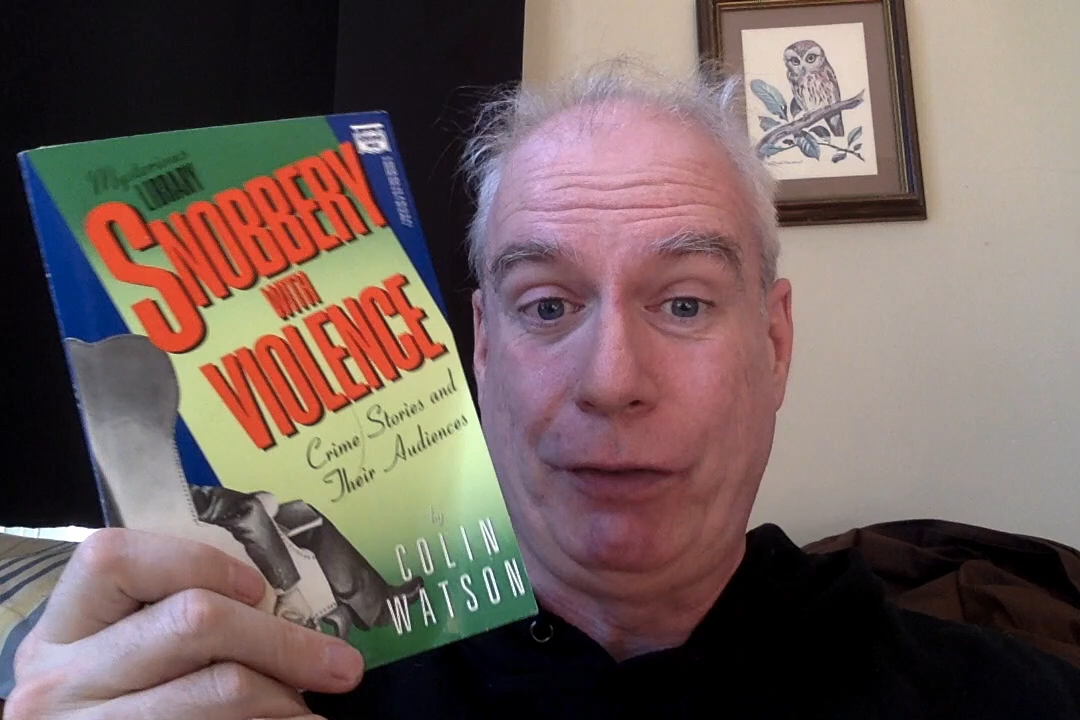 Mysterious
LIBRARY
SNOBBERY
WITH
VIOLENCE
Crime Stories and
Their Audiences
by
COLIN
WATSON